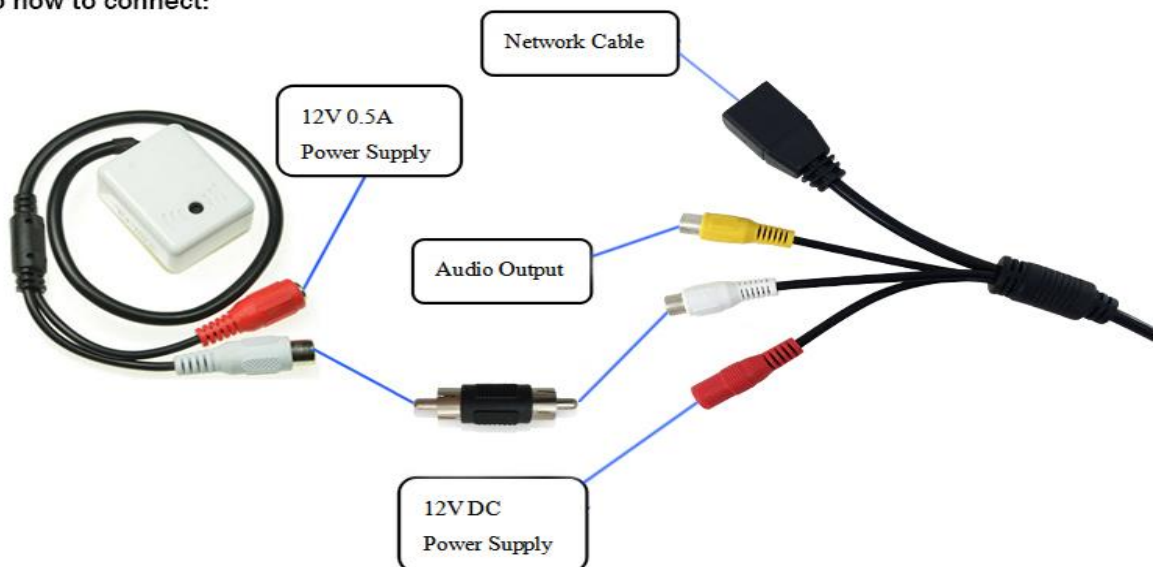 how to connect:
Network Cable
12V 0.5A
Power Supply
Audio Output
12V DC
Power Supply